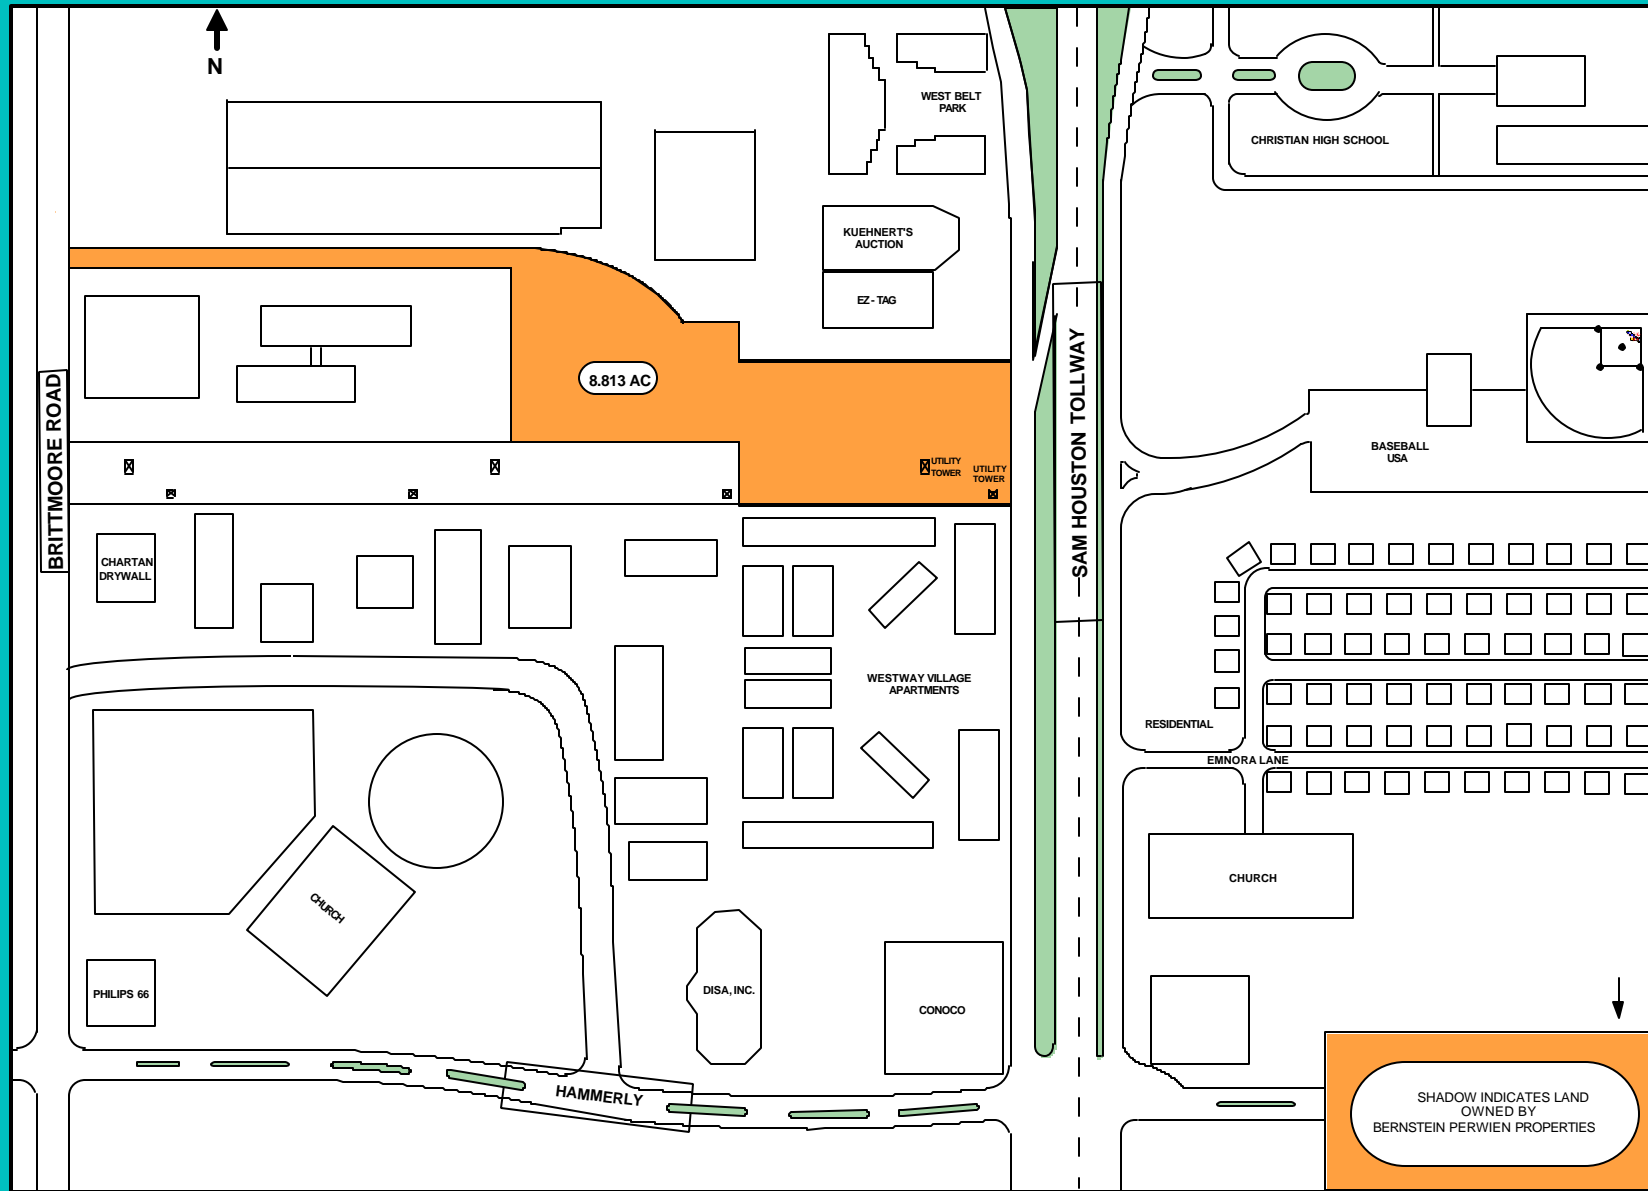 N
WEST BELT
PARK
CHRISTIAN HIGH SCHOOL
KUEHNERT'S
AUCTION
EZ - TAG
8.813 AC
SAM HOUSTON TOLLWAY
BRITTMOORE ROAD
BASEBALL
USA
UTILITY
TOWER
UTILITY
TOWER
CHARTAN
DRYWALL
WESTWAY VILLAGE
APARTMENTS
RESIDENTIAL
EMNORA LANE
CHURCH
CHURCH
PHILIPS 66
DISA, INC.
CONOCO
HAMMERLY
SHADOW INDICATES LAND
OWNED BY
BERNSTEIN PERWIEN PROPERTIES